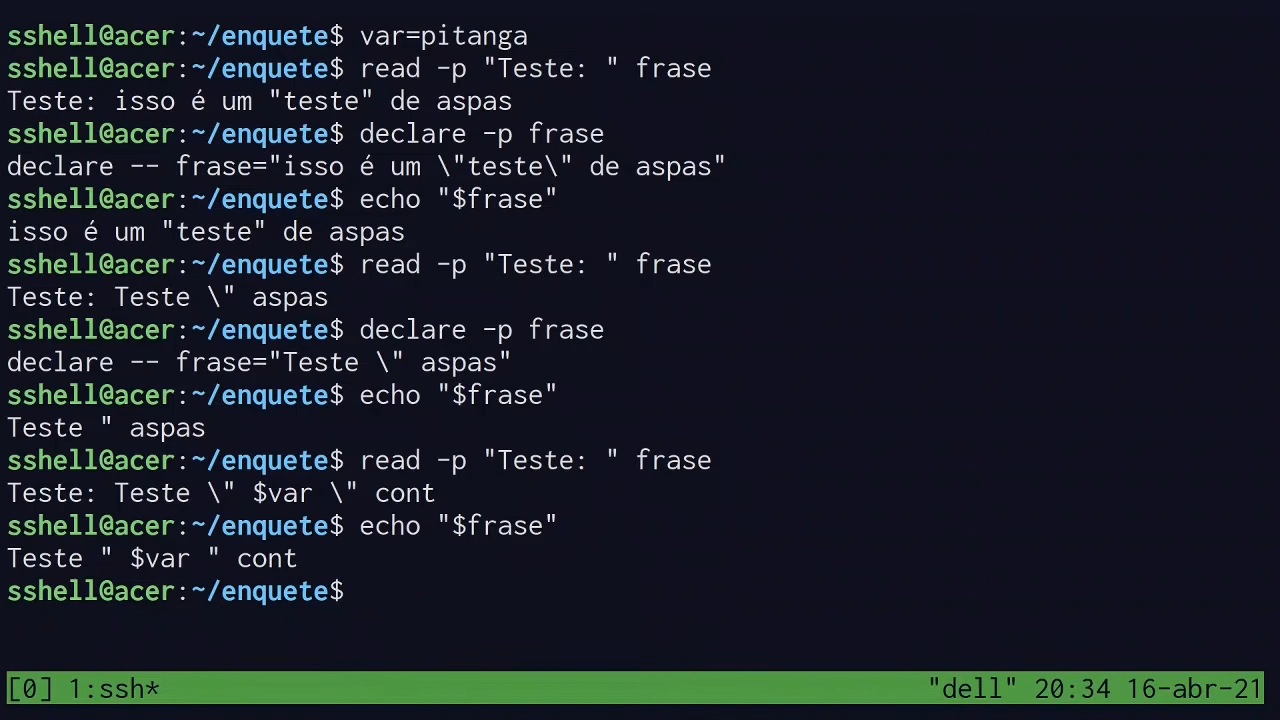 sshell@acer:~/enquete$ var=pitanga
sshell@acer:~/enquete$ read -p "Teste: " frase
Teste: isso é um "teste" de aspas
sshell@acer:~/enquete$ declare -p frase
declare -- frase="isso é um \"teste\" de aspas"
sshell@acer:~/enquete$ echo "$frase"
isso é um "teste" de aspas
sshell@acer:~/enquete$ read -p "Teste: " frase
Teste: Teste \" aspas
sshell@acer:~/enquete$ declare -p frase
declare -- frase="Teste \" aspas"
sshell@acer:~/enquete$ echo "$frase"
Teste " aspas
sshell@acer:~/enquete$ read -p "Teste: " frase
Teste: Teste \" $var \" cont
sshell@acer:~/enquete$ echo "$frase"
Teste " $var " cont
sshell@acer:~/enquete$
[0] 1:ssh* "dell" 20:34 16-abr-21